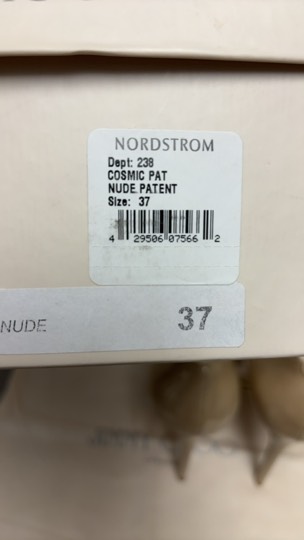 NORDSTROM
Dept: 238
COSMIC PAT
NUDE PATENT
Size: 37
4 29506 07566 2
NUDE 37